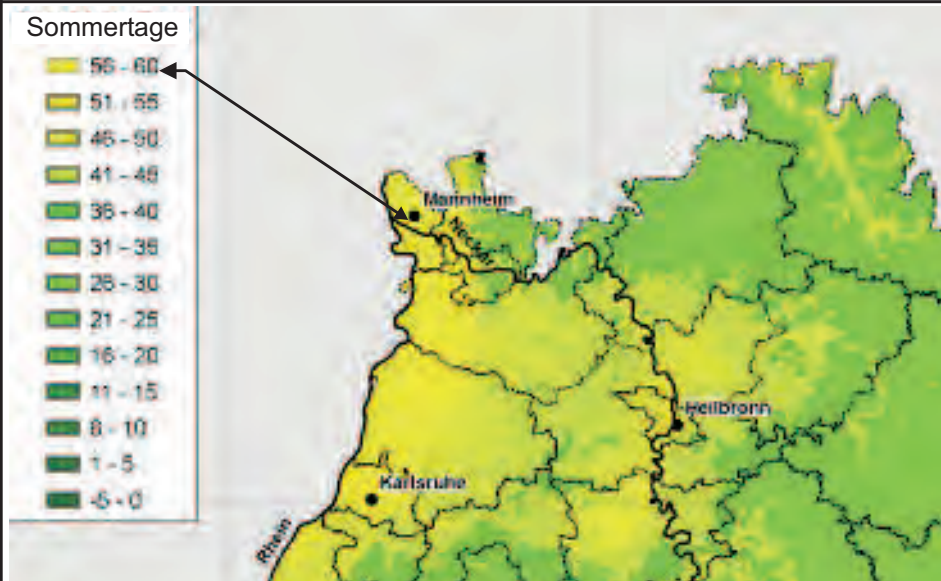 Sommertage
56 - 60
51 - 55
46 - 50
41 - 45
36 - 40
31 - 35
26 - 30
21 - 25
16 - 20
11 - 15
6 - 10
1 - 5
-5 - 0
Mannheim
Neckar
Heilbronn
Karlsruhe
Rhein